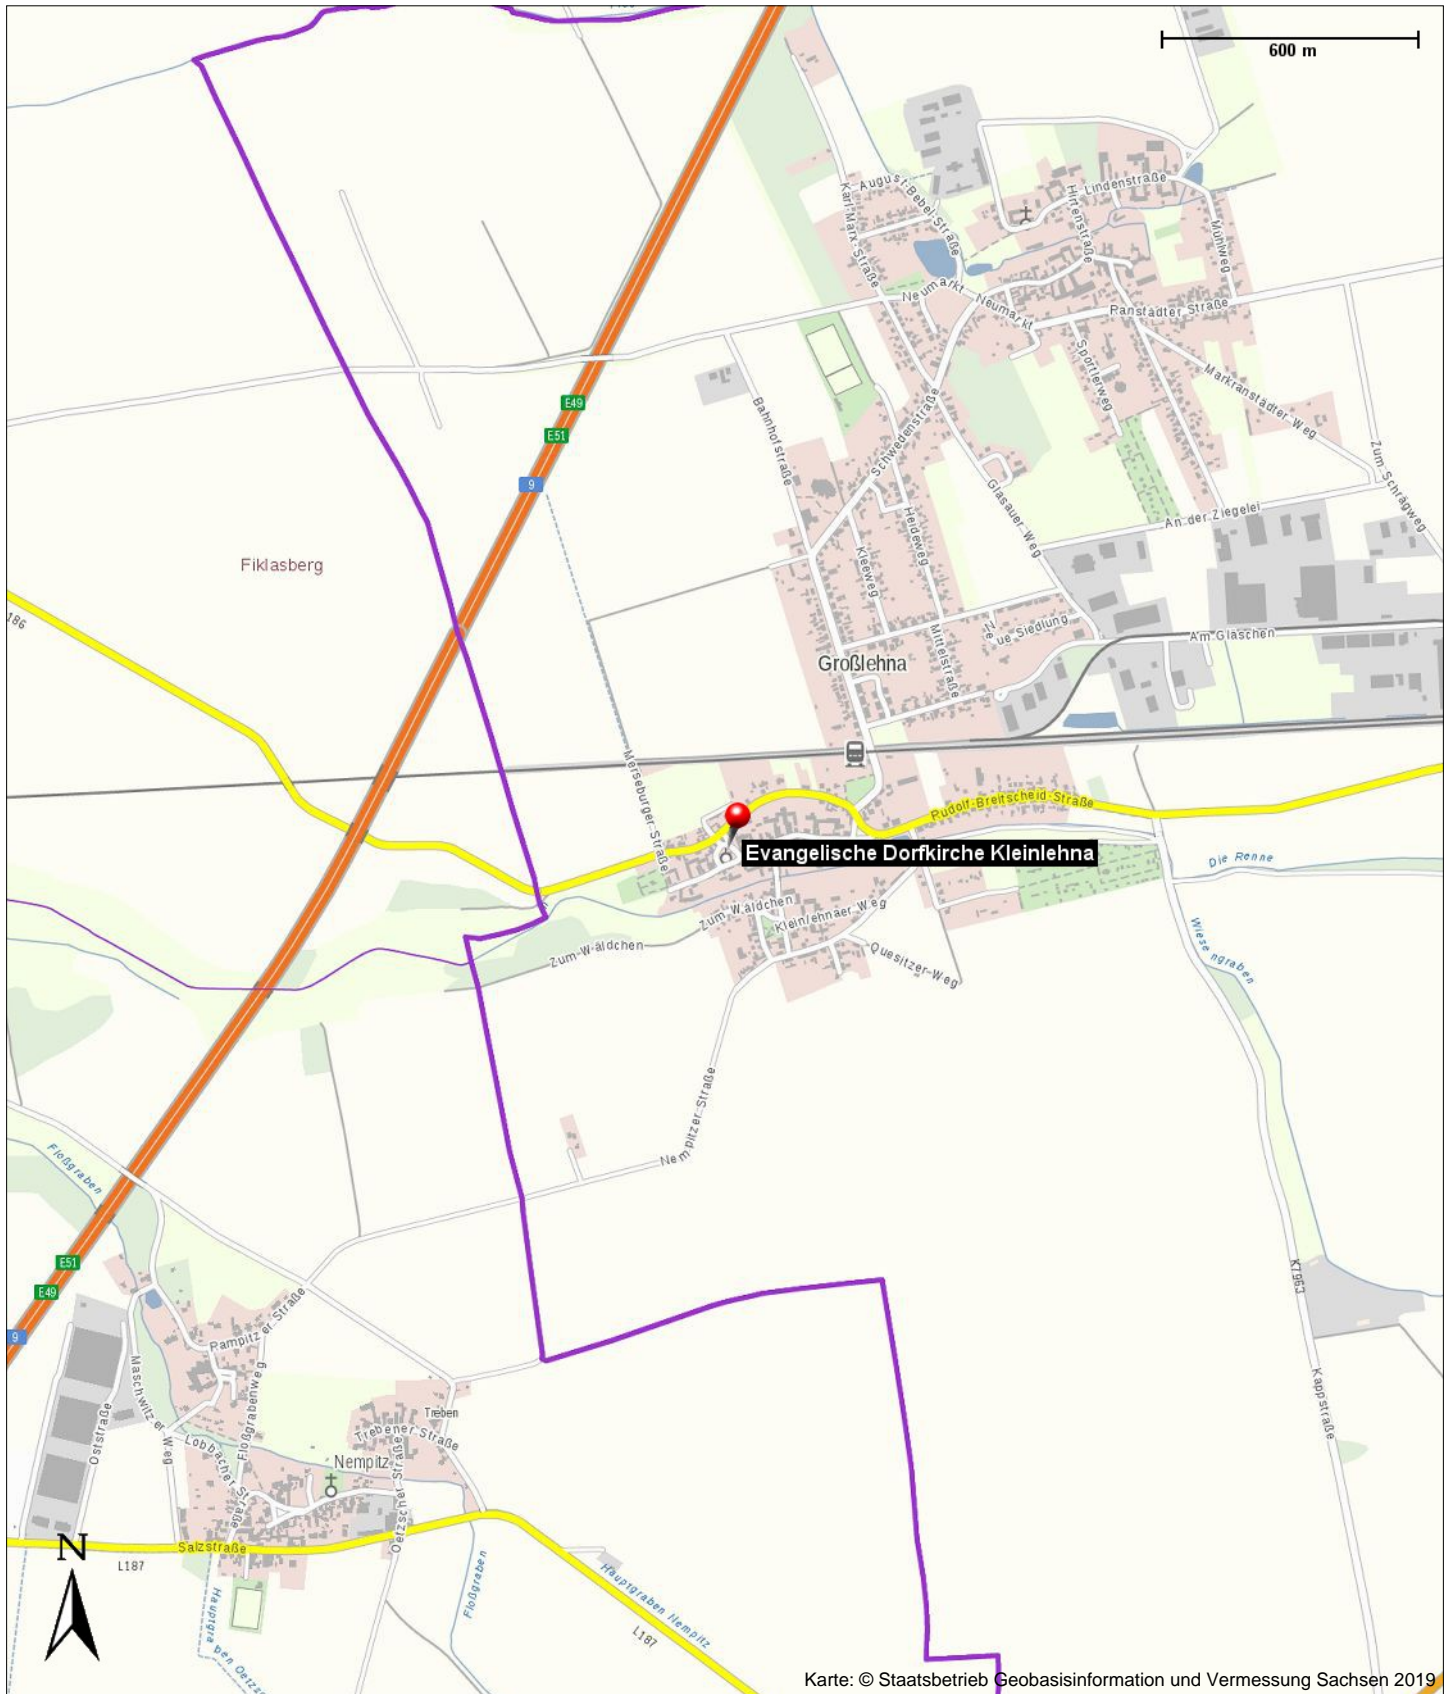 600 m
August-Bebel-Straße
Karl-Marx-Straße
Lindenstraße
Hirtenstraße
Mühlweg
Neumarkt
Neumarkt
Ranstädter Straße
Sportlerweg
Markranstädter-Weg
Zum-Schrägweg
E49
E51
9
Bahnhofstraße
Schwedenstraße
Glasauer-Weg
Heideweg
Kleeweg
An der Ziegelei
Fiklasberg
186
Neue Siedlung
Mittelstraße
Am Gläschen
Großlehna
Merseburger-Straße
Rudolf-Breitscheid-Straße
Evangelische Dorfkirche Kleinlehna
Die Renne
Zum Wäldchen
Kleinlehnaer-Weg
Zum-Wäldchen
Quesitzer-Weg
Wiesengraben
Nempitzer-Straße
Floßgraben
E51
E49
9
K7963
Rampitzer-Straße
Maschwitzer Weg
Floßgrabenweg
Oststraße
Kappstraße
Treben
Trebener Straße
Lobbacher Straße
Nempitz
Oetzscher-Straße
N
Salzstraße
L187
Floßgraben
Hauptgraben Nempitz
L187
Karte: © Staatsbetrieb Geobasisinformation und Vermessung Sachsen 2019